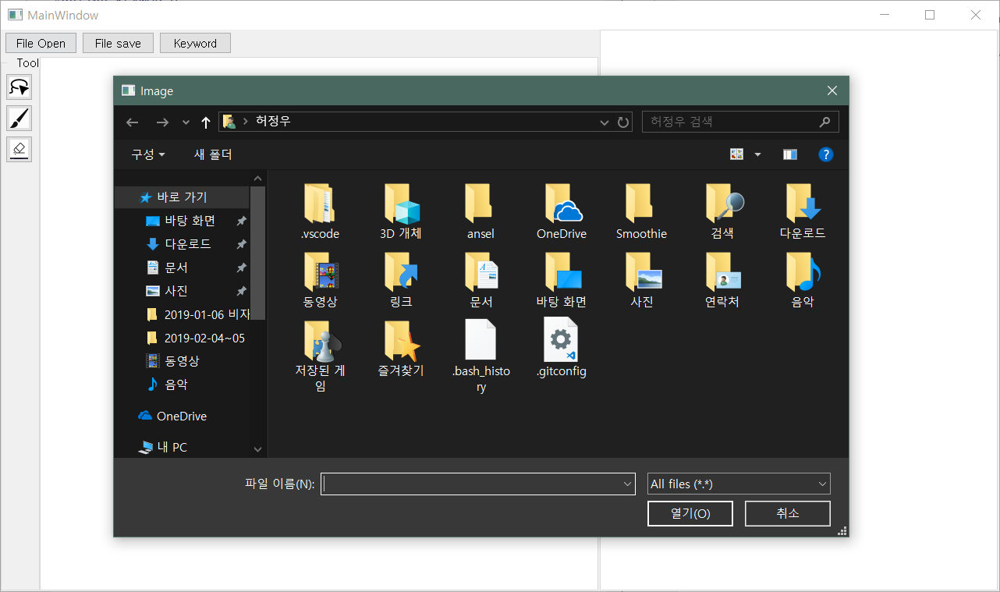 MainWindow
File Open
File save
Keyword
Tool
Image
허정우
허정우 검색
구성
새 폴더
?
바로 가기
바탕 화면
다운로드
문서
사진
2019-01-06 비자
2019-02-04~05
동영상
음악
OneDrive
내 PC
.vscode
3D 개체
ansel
OneDrive
Smoothie
검색
다운로드
동영상
링크
문서
바탕 화면
사진
연락처
음악
저장된 게
임
즐겨찾기
.bash_histo
ry
.gitconfig
파일 이름(N):
All files (*.*)
열기(O)
취소